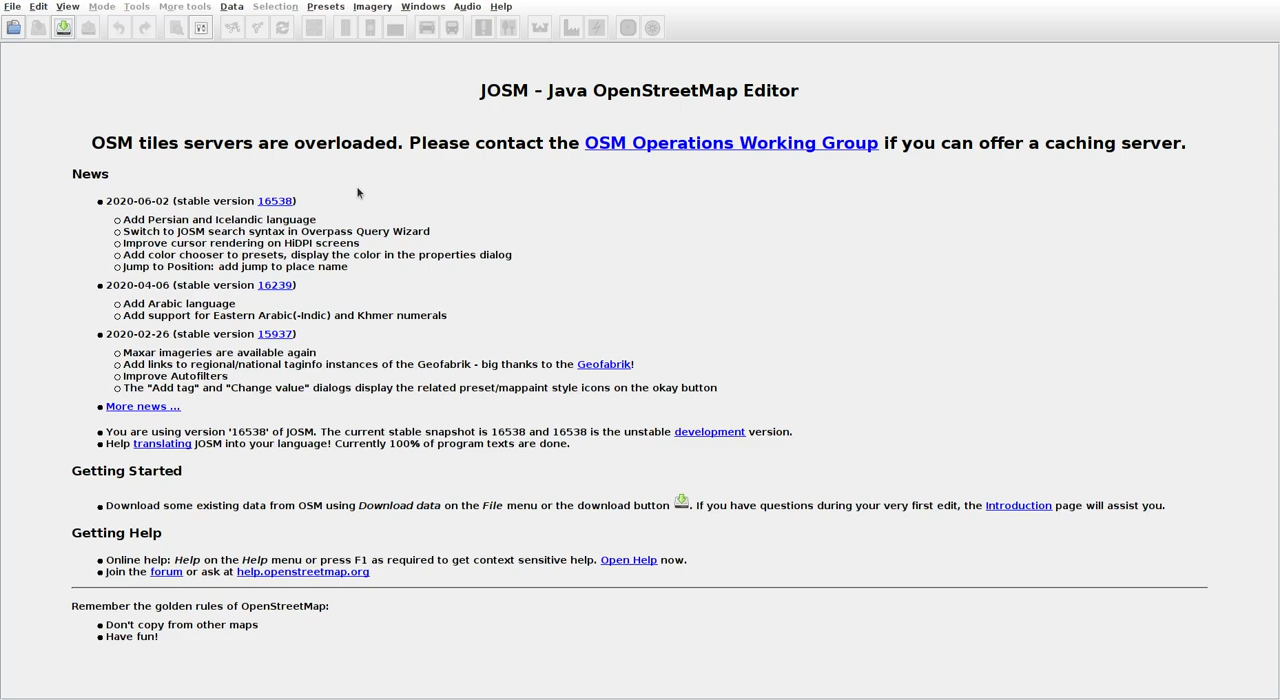 File Edit View Mode Tools More tools Data Selection Presets Imagery Windows Audio Help
JOSM – Java OpenStreetMap Editor
OSM tiles servers are overloaded. Please contact the OSM Operations Working Group if you can offer a caching server.
News
2020-06-02 (stable version 16538)
Add Persian and Icelandic language
Switch to JOSM search syntax in Overpass Query Wizard
Improve cursor rendering on HiDPI screens
Add color chooser to presets, display the color in the properties dialog
Jump to Position: add jump to place name
2020-04-06 (stable version 16239)
Add Arabic language
Add support for Eastern Arabic(-Indic) and Khmer numerals
2020-02-26 (stable version 15937)
Maxar imageries are available again
Add links to regional/national taginfo instances of the Geofabrik - big thanks to the Geofabrik!
Improve Autofilters
The "Add tag" and "Change value" dialogs display the related preset/mappaint style icons on the okay button
More news ...
You are using version '16538' of JOSM. The current stable snapshot is 16538 and 16538 is the unstable development version.
Help translating JOSM into your language! Currently 100% of program texts are done.
Getting Started
Download some existing data from OSM using Download data on the File menu or the download button . If you have questions during your very first edit, the Introduction page will assist you.
Getting Help
Online help: Help on the Help menu or press F1 as required to get context sensitive help. Open Help now.
Join the forum or ask at help.openstreetmap.org
Remember the golden rules of OpenStreetMap:
Don't copy from other maps
Have fun!